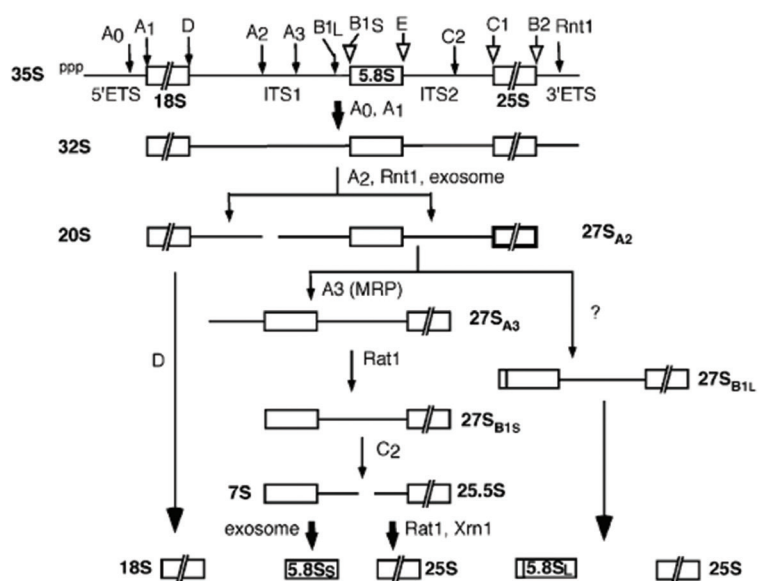 A0 A1 D A2 A3 B1L B1S E C2 C1 B2 Rnt1
35S ppp 5.8S
5'ETS 18S ITS1 ITS2 25S 3'ETS
A0, A1
32S
A2, Rnt1, exosome
20S 27SA2
A3 (MRP)
27SA3
?
D Rat1
27SB1L
27SB1S
C2
7S 25.5S
exosome Rat1, Xrn1
18S 5.8SS 25S 5.8SL 25S